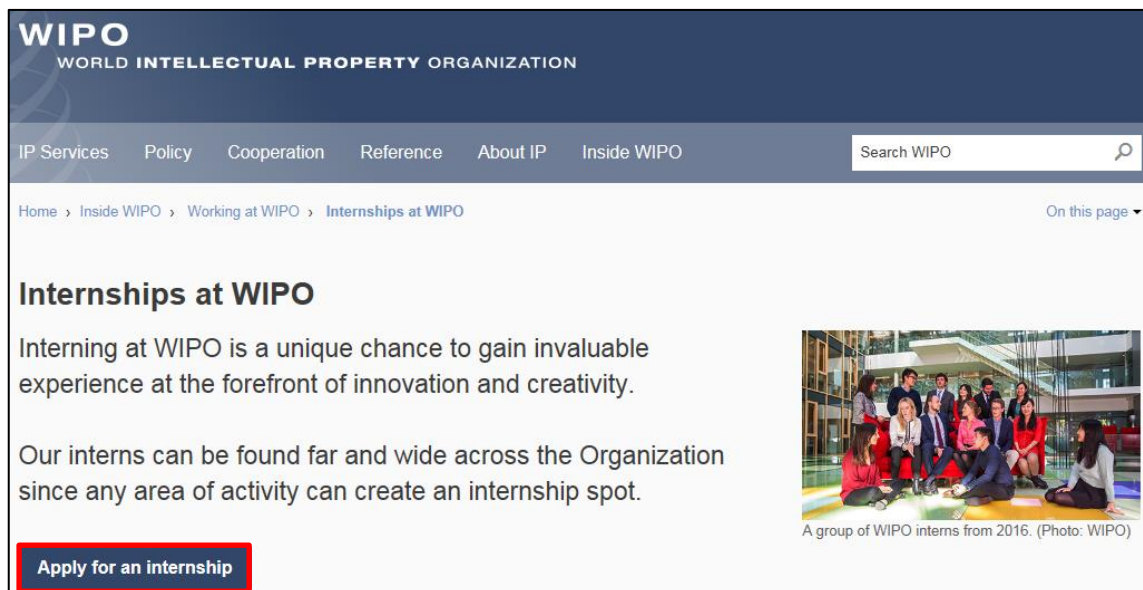 WIPO
WORLD INTELLECTUAL PROPERTY ORGANIZATION
IP Services Policy Cooperation Reference About IP Inside WIPO Search WIPO
Home › Inside WIPO › Working at WIPO › Internships at WIPO On this page
Internships at WIPO
Interning at WIPO is a unique chance to gain invaluable
experience at the forefront of innovation and creativity.
Our interns can be found far and wide across the Organization
since any area of activity can create an internship spot.
A group of WIPO interns from 2016. (Photo: WIPO)
Apply for an internship